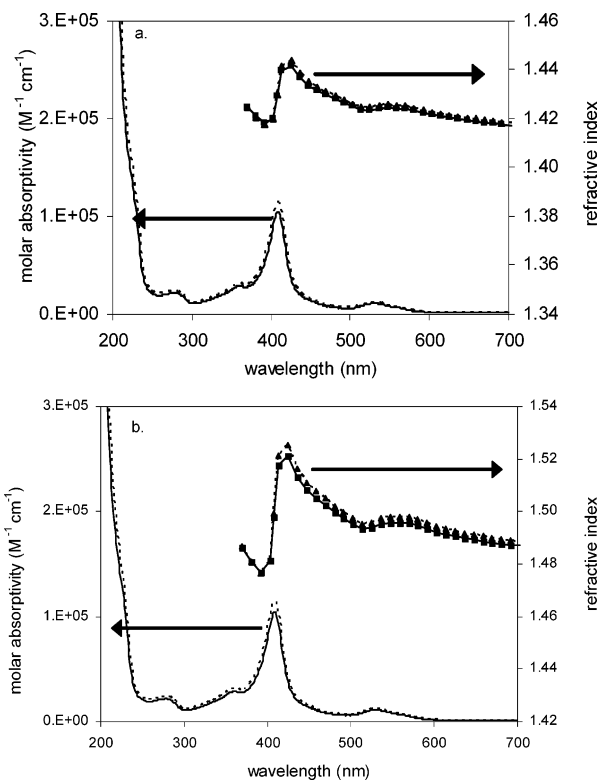 a.
3.E+05
2.E+05
1.E+05
0.E+00
molar absorptivity (M⁻¹ cm⁻¹)
1.46
1.44
1.42
1.40
1.38
1.36
1.34
refractive index
200 300 400 500 600 700
wavelength (nm)
b.
3.E+05
2.E+05
1.E+05
0.E+00
molar absorptivity (M⁻¹ cm⁻¹)
1.54
1.52
1.50
1.48
1.46
1.44
1.42
refractive index
200 300 400 500 600 700
wavelength (nm)